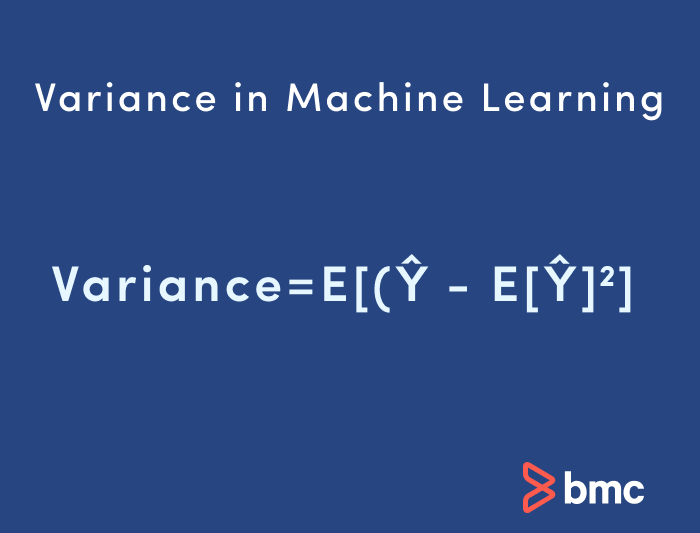 Variance in Machine Learning
Variance=E[(Ŷ - E[Ŷ]²]
bmc